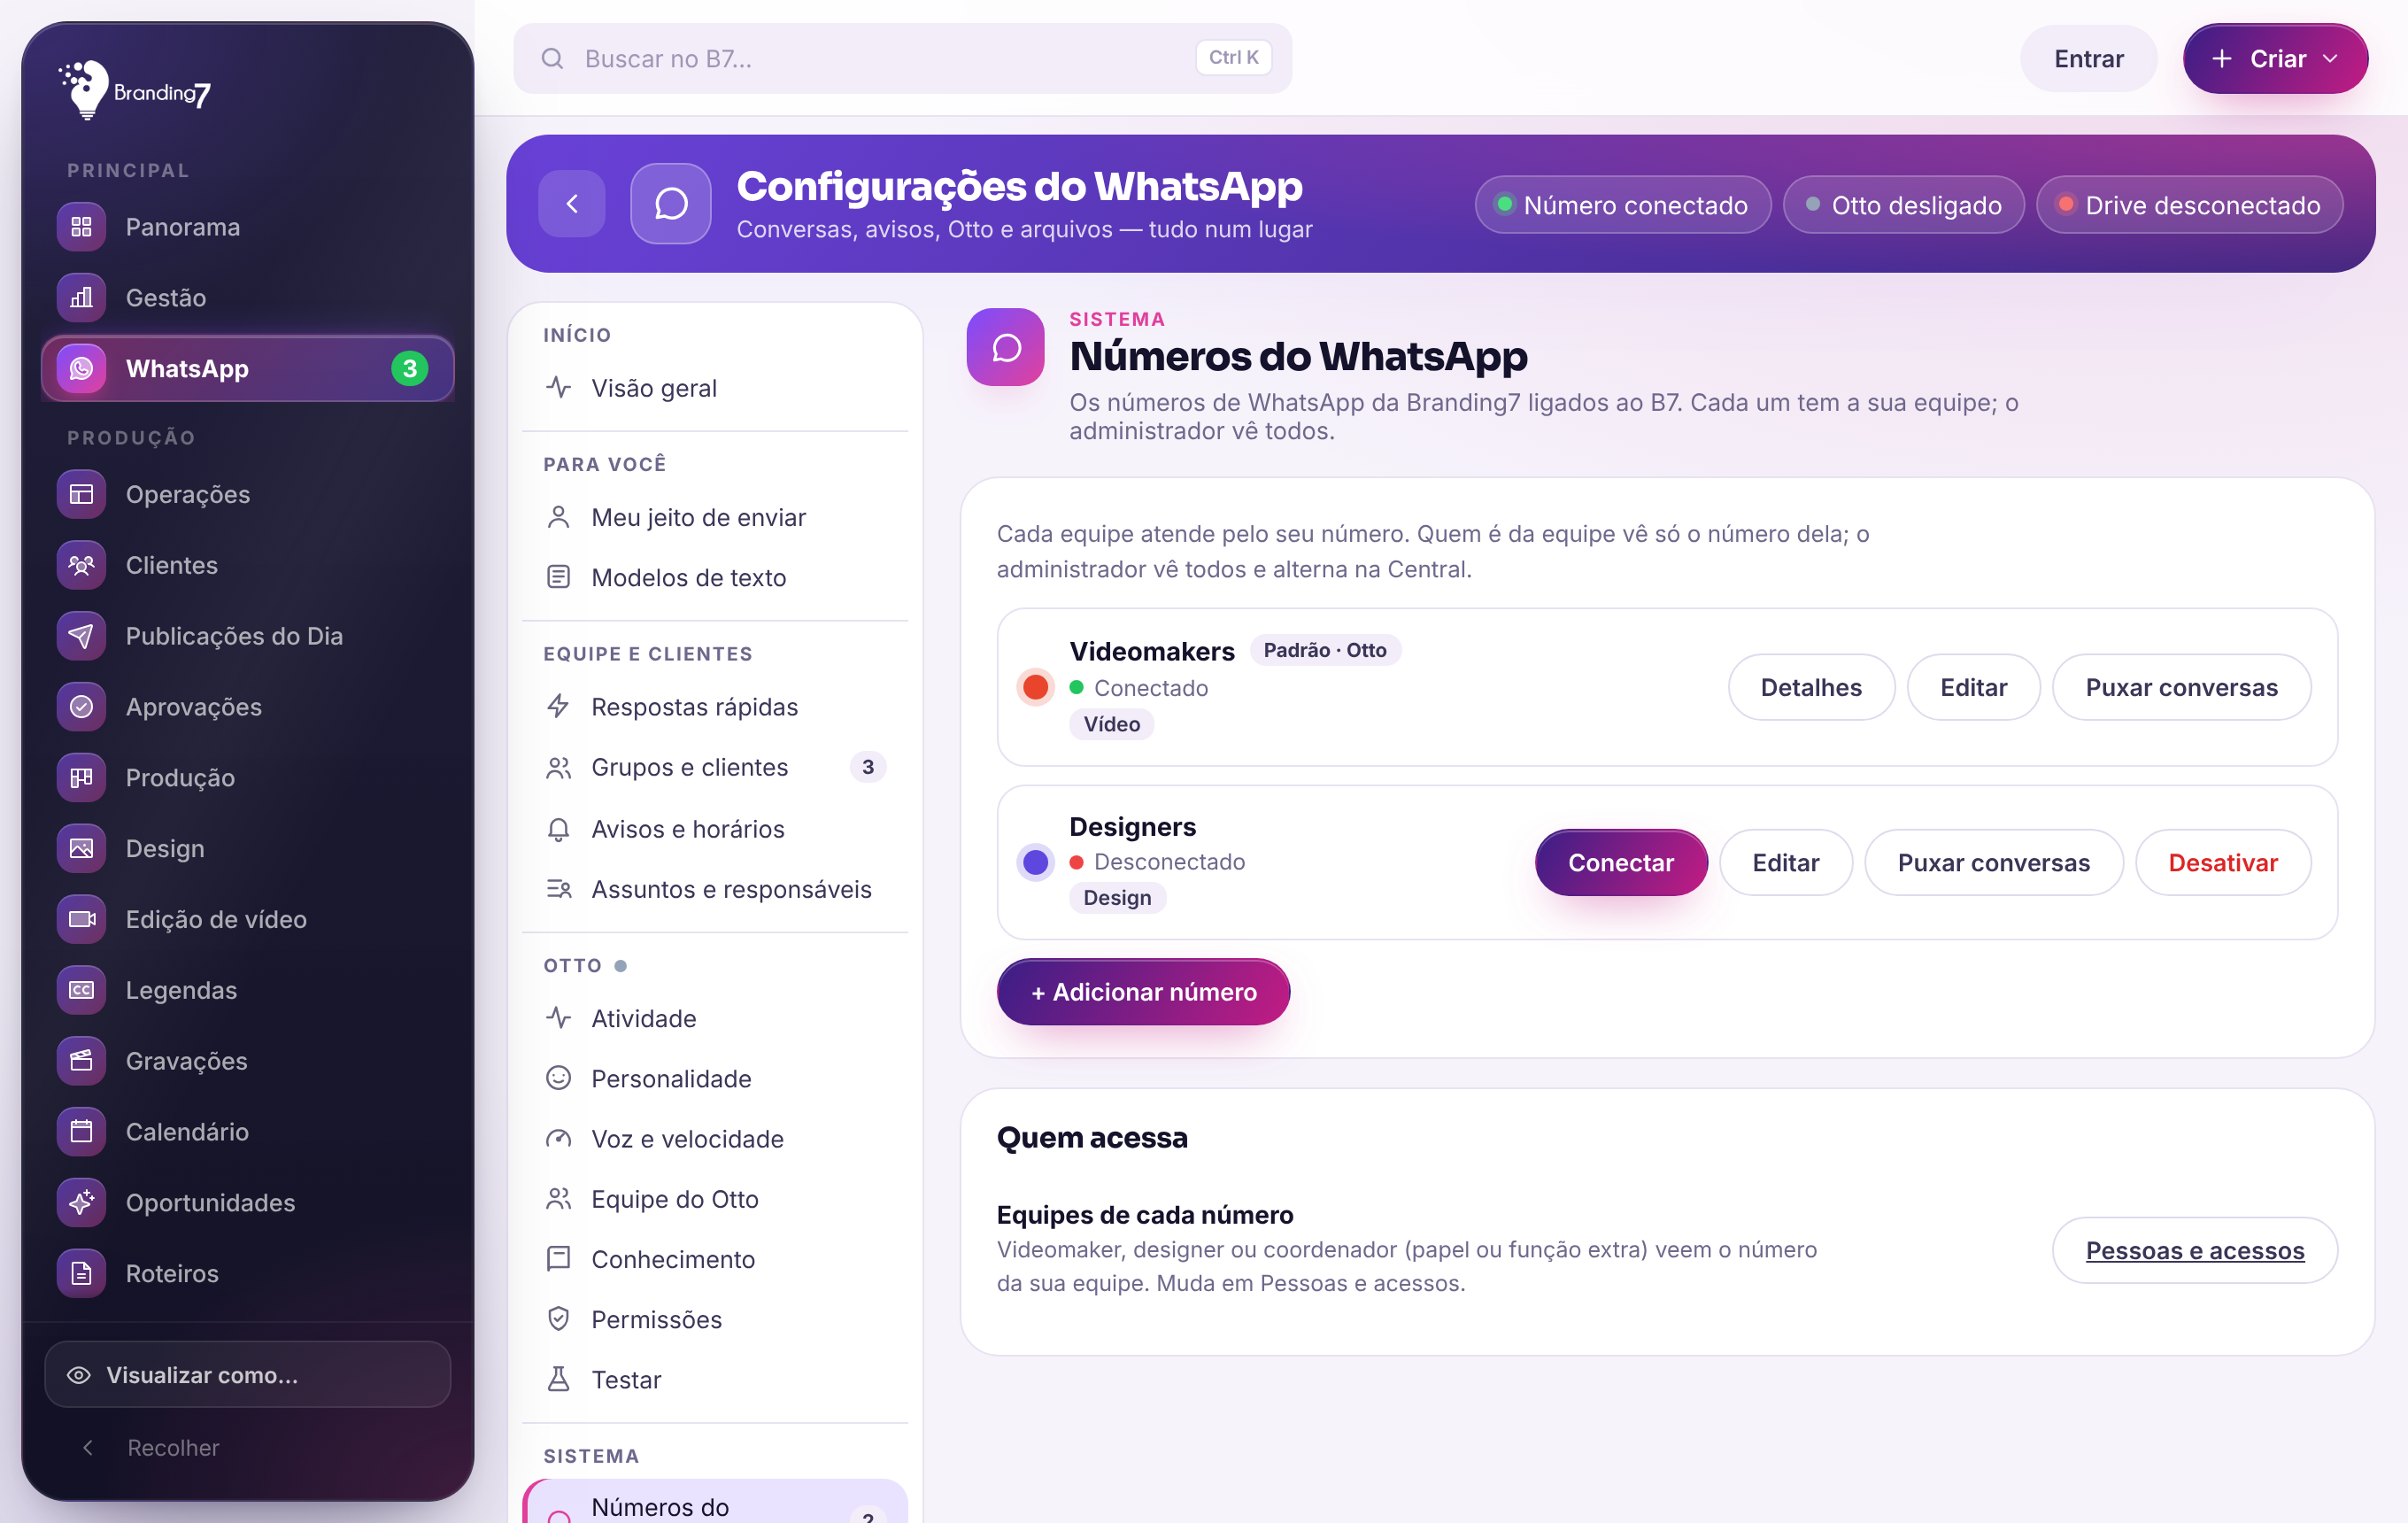 Branding7
PRINCIPAL
Panorama
Gestão
WhatsApp 3
PRODUÇÃO
Operações
Clientes
Publicações do Dia
Aprovações
Produção
Design
Edição de vídeo
CC Legendas
Gravações
Calendário
Oportunidades
Roteiros
Visualizar como...
Recolher
Buscar no B7... Ctrl K
Entrar
+ Criar
Configurações do WhatsApp
Conversas, avisos, Otto e arquivos — tudo num lugar
Número conectado
Otto desligado
Drive desconectado
INÍCIO
Visão geral
PARA VOCÊ
Meu jeito de enviar
Modelos de texto
EQUIPE E CLIENTES
Respostas rápidas
Grupos e clientes 3
Avisos e horários
Assuntos e responsáveis
OTTO
Atividade
Personalidade
Voz e velocidade
Equipe do Otto
Conhecimento
Permissões
Testar
SISTEMA
Números do
2
SISTEMA
Números do WhatsApp
Os números de WhatsApp da Branding7 ligados ao B7. Cada um tem a sua equipe; o
administrador vê todos.
Cada equipe atende pelo seu número. Quem é da equipe vê só o número dela; o
administrador vê todos e alterna na Central.
Videomakers Padrão · Otto
Conectado
Vídeo
Detalhes Editar Puxar conversas
Designers
Desconectado
Design
Conectar Editar Puxar conversas Desativar
+ Adicionar número
Quem acessa
Equipes de cada número
Videomaker, designer ou coordenador (papel ou função extra) veem o número
da sua equipe. Muda em Pessoas e acessos.
Pessoas e acessos